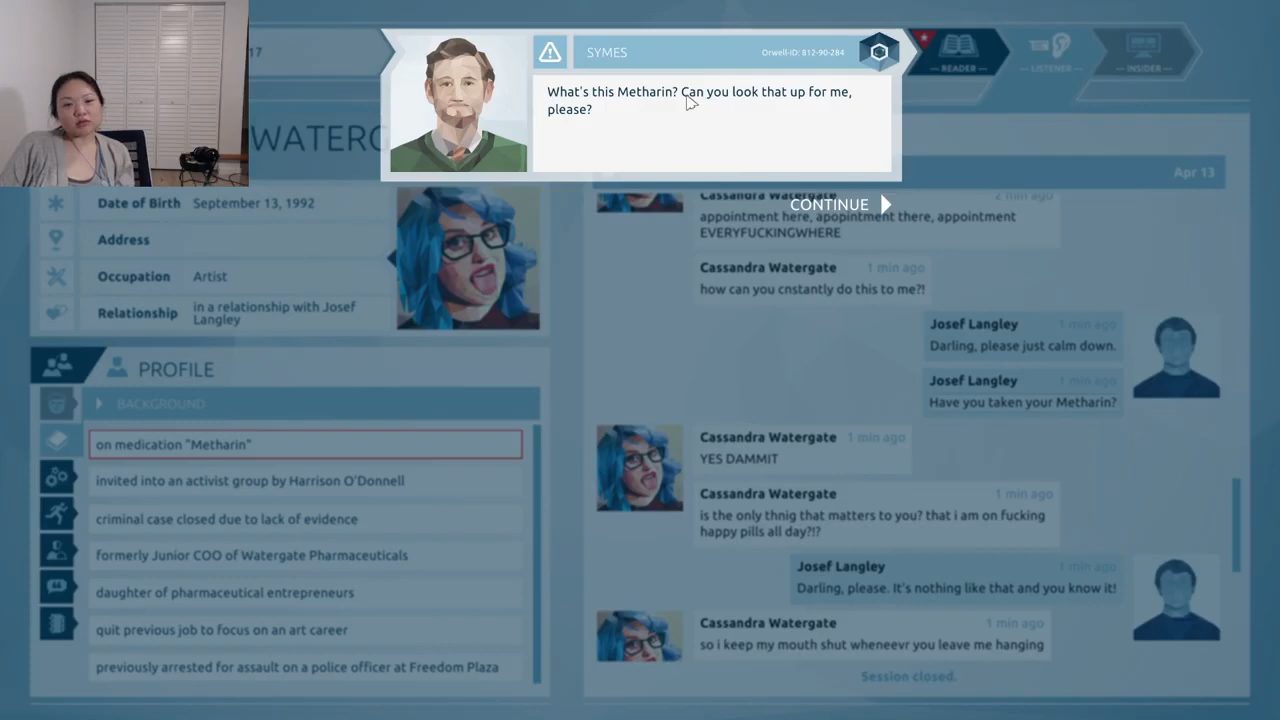 17
SYMES
Orwell-ID: 812-90-284
What's this Metharin? Can you look that up for me,
please?
CONTINUE
READER
LISTENER
INSIDER
WATERG
Date of Birth September 13, 1992
Address
Occupation Artist
Relationship in a relationship with Josef
Langley
PROFILE
BACKGROUND
on medication "Metharin"
invited into an activist group by Harrison O'Donnell
criminal case closed due to lack of evidence
formerly Junior COO of Watergate Pharmaceuticals
daughter of pharmaceutical entrepreneurs
quit previous job to focus on an art career
previously arrested for assault on a police officer at Freedom Plaza
Apr 13
Cassandra Watergate 2 min ago
appointment here, apopintment there, appointment
EVERYFUCKINGWHERE
Cassandra Watergate 1 min ago
how can you cnstantly do this to me?!
Josef Langley 1 min ago
Darling, please just calm down.
Josef Langley 1 min ago
Have you taken your Metharin?
Cassandra Watergate 1 min ago
YES DAMMIT
Cassandra Watergate 1 min ago
is the only thnig that matters to you? that i am on fucking
happy pills all day?!?
Josef Langley 1 min ago
Darling, please. It's nothing like that and you know it!
Cassandra Watergate 1 min ago
so i keep my mouth shut wheneevr you leave me hanging
Session closed.